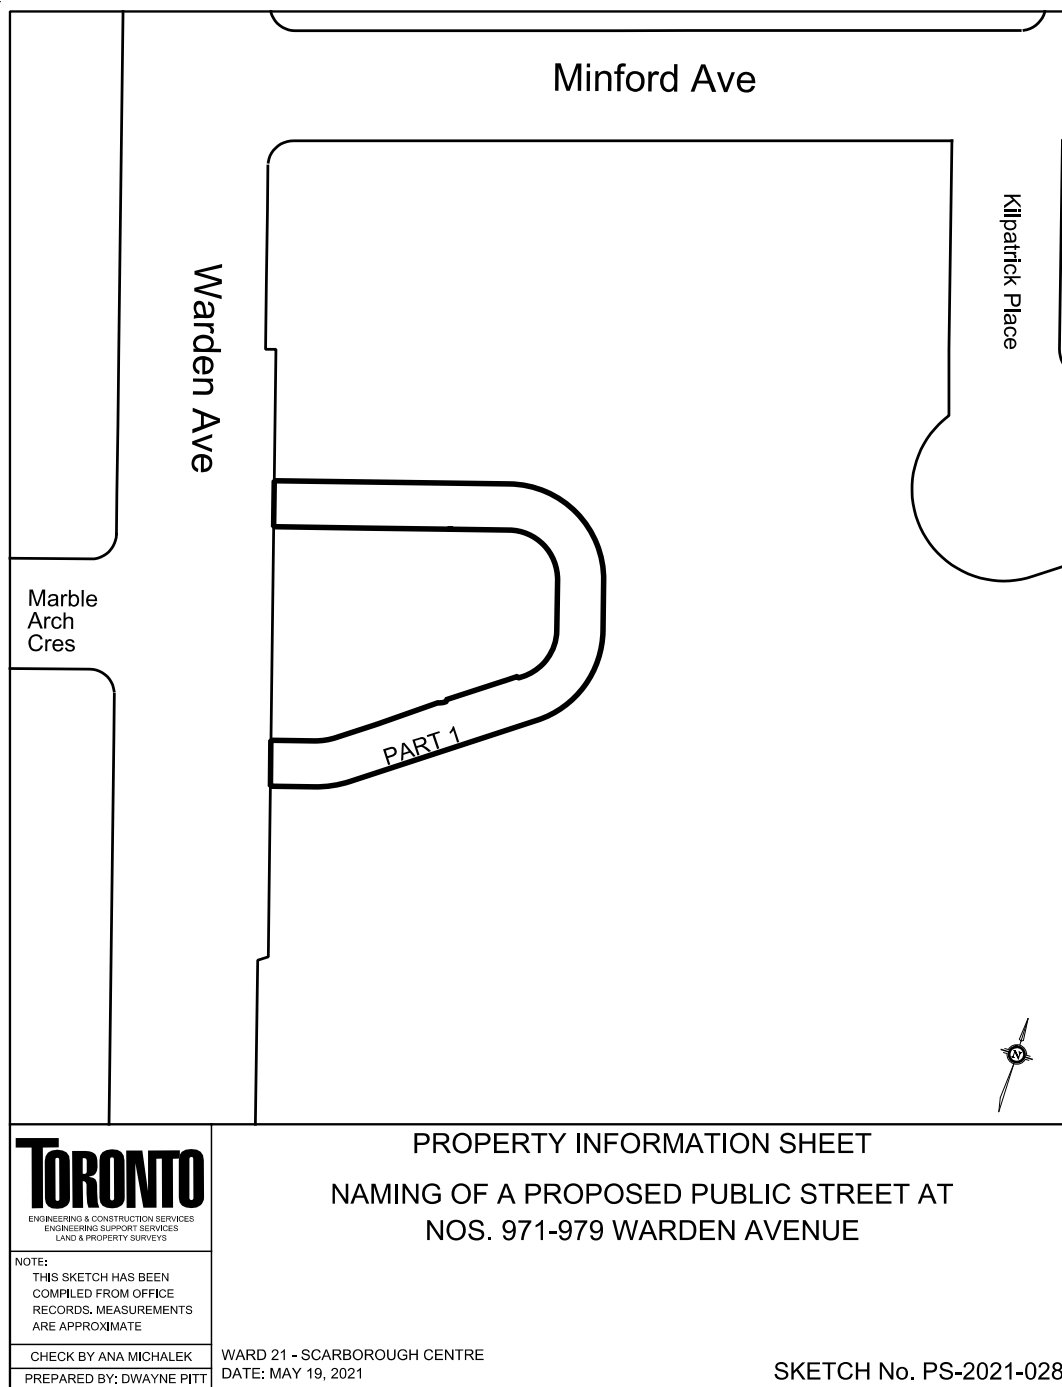 Minford Ave
Kilpatrick Place
Warden Ave
Marble
Arch
Cres
PART 1
N
TORONTO
ENGINEERING & CONSTRUCTION SERVICES
ENGINEERING SUPPORT SERVICES
LAND & PROPERTY SURVEYS
NOTE:
THIS SKETCH HAS BEEN
COMPILED FROM OFFICE
RECORDS. MEASUREMENTS
ARE APPROXIMATE
CHECK BY ANA MICHALEK
PREPARED BY: DWAYNE PITT
PROPERTY INFORMATION SHEET
NAMING OF A PROPOSED PUBLIC STREET AT
NOS. 971-979 WARDEN AVENUE
WARD 21 - SCARBOROUGH CENTRE
DATE: MAY 19, 2021
SKETCH No. PS-2021-028